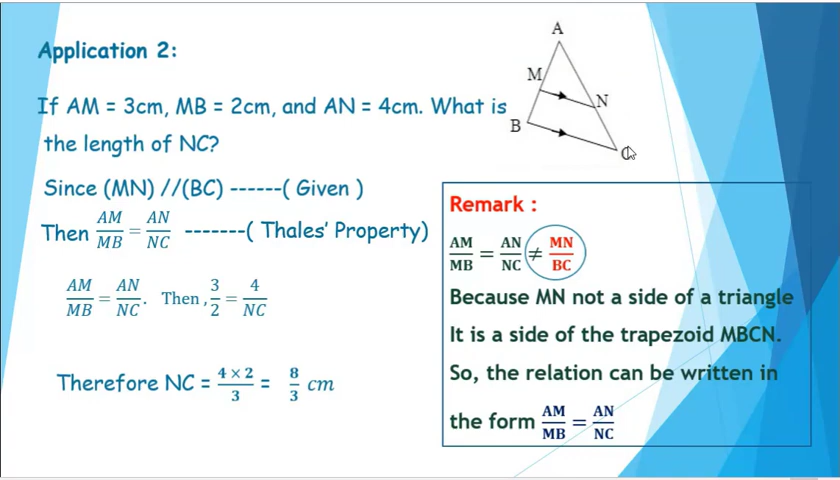 Application 2:
If AM = 3cm, MB = 2cm, and AN = 4cm. What is
the length of NC?
Since (MN) //(BC) ------( Given )
Then AM/MB = AN/NC -------( Thales' Property)
AM/MB = AN/NC. Then , 3/2 = 4/NC
Therefore NC = 4 × 2/3 = 8/3 cm
A
M
N
B
C
Remark :
AM/MB = AN/NC ≠ MN/BC
Because MN not a side of a triangle
It is a side of the trapezoid MBCN.
So, the relation can be written in
the form AM/MB = AN/NC